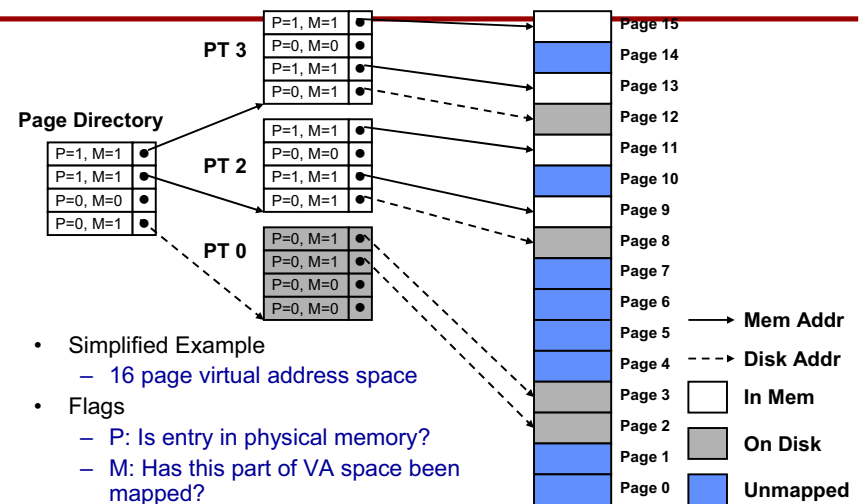 Page Directory
P=1, M=1
P=1, M=1
P=0, M=0
P=0, M=1
PT 3
P=1, M=1
P=0, M=0
P=1, M=1
P=0, M=1
PT 2
P=1, M=1
P=0, M=0
P=1, M=1
P=0, M=1
PT 0
P=0, M=1
P=0, M=1
P=0, M=0
P=0, M=0
Page 15
Page 14
Page 13
Page 12
Page 11
Page 10
Page 9
Page 8
Page 7
Page 6
Page 5
Page 4
Page 3
Page 2
Page 1
Page 0
Mem Addr
Disk Addr
In Mem
On Disk
Unmapped
• Simplified Example
– 16 page virtual address space
• Flags
– P: Is entry in physical memory?
– M: Has this part of VA space been
mapped?